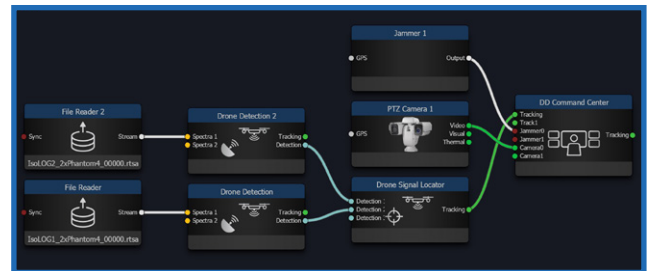 Jammer 1
GPS
Output
File Reader 2
Sync
Stream
IsoLOG2_2xPhantom4_00000.rtsa
Drone Detection 2
Spectra 1
Spectra 2
Tracking
Detection
PTZ Camera 1
GPS
Video
Visual
Thermal
DD Command Center
Tracking
Track1
Jammer0
Jammer1
Camera0
Camera1
Tracking
File Reader
Sync
Stream
IsoLOG1_2xPhantom4_00000.rtsa
Drone Detection
Spectra 1
Spectra 2
Tracking
Detection
Drone Signal Locator
Detection
Detection
Detection
Tracking